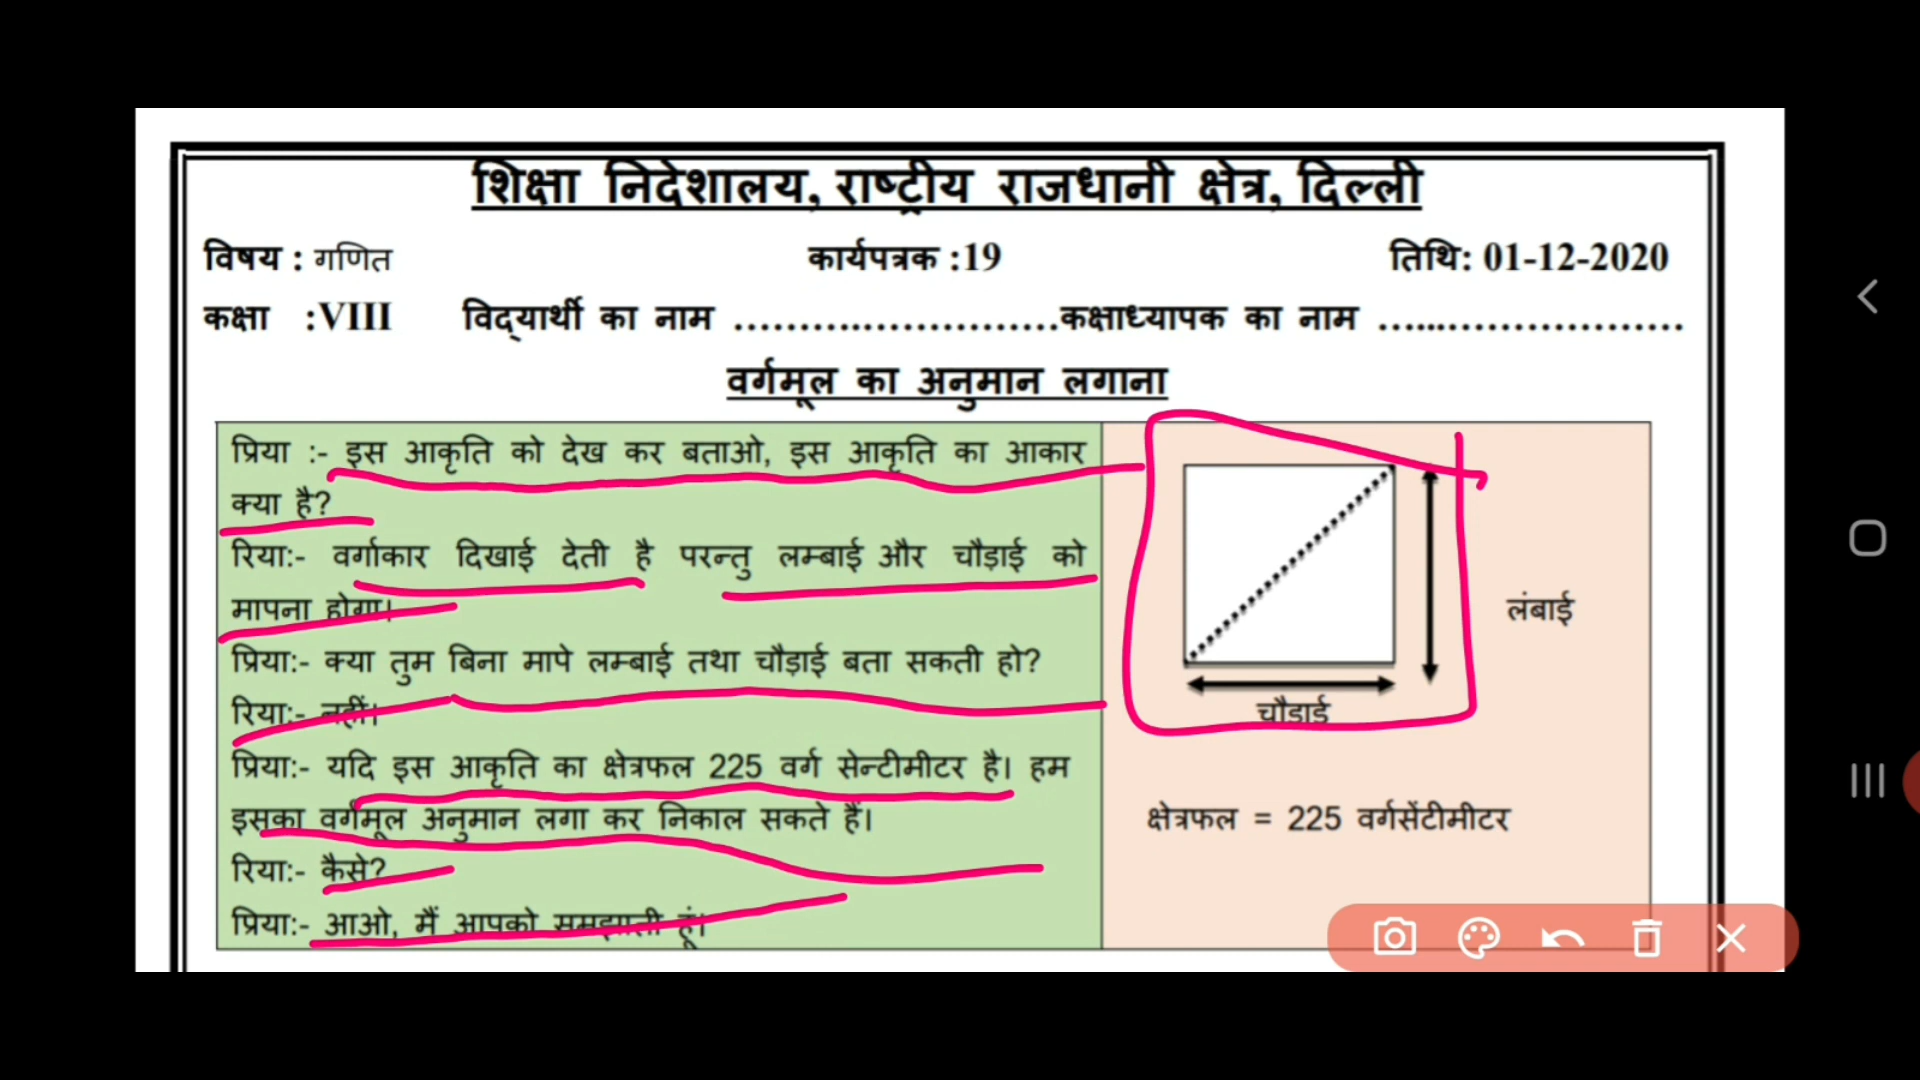 शिक्षा निदेशालय, राष्ट्रीय राजधानी क्षेत्र, दिल्ली
विषय : गणित कार्यपत्रक :19 तिथि: 01-12-2020
कक्षा :VIII विद्यार्थी का नाम ............................ कक्षाध्यापक का नाम ..........................
वर्गमूल का अनुमान लगाना
प्रिया :- इस आकृति को देख कर बताओ, इस आकृति का आकार
क्या है?
रिया:- वर्गाकार दिखाई देती है परन्तु लम्बाई और चौड़ाई को
मापना होगा।
प्रिया:- क्या तुम बिना मापे लम्बाई तथा चौड़ाई बता सकती हो?
रिया:- नहीं।
प्रिया:- यदि इस आकृति का क्षेत्रफल 225 वर्ग सेन्टीमीटर है। हम
इसका वर्गमूल अनुमान लगा कर निकाल सकते हैं।
रिया:- कैसे?
प्रिया:- आओ, मैं आपको समझाती हूं।
लंबाई
चौडाई
क्षेत्रफल = 225 वर्गसेंटीमीटर